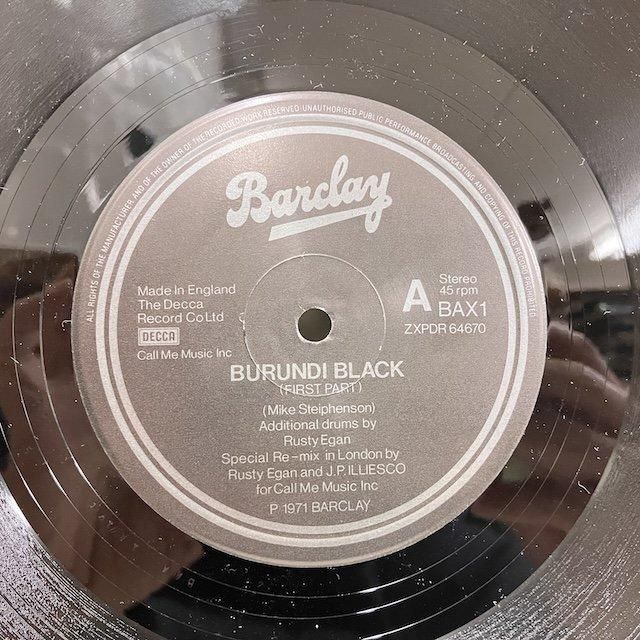 ALL RIGHTS OF THE MANUFACTURER AND OF THE OWNER OF THE RECORDED WORK RESERVED. UNAUTHORISED PUBLIC PERFORMANCE BROADCASTING AND COPYING OF THIS RECORD PROHIBITED
Barclay
Made In England
The Decca
Record Co Ltd
DECCA
Call Me Music Inc
A
Stereo
45 rpm
BAX1
ZXPDR 64670
BURUNDI BLACK
(FIRST PART)
(Mike Steiphenson)
Additional drums by
Rusty Egan
Special Re-mix in London by
Rusty Egan and J.P. ILLIESCO
for Call Me Music Inc
P 1971 BARCLAY